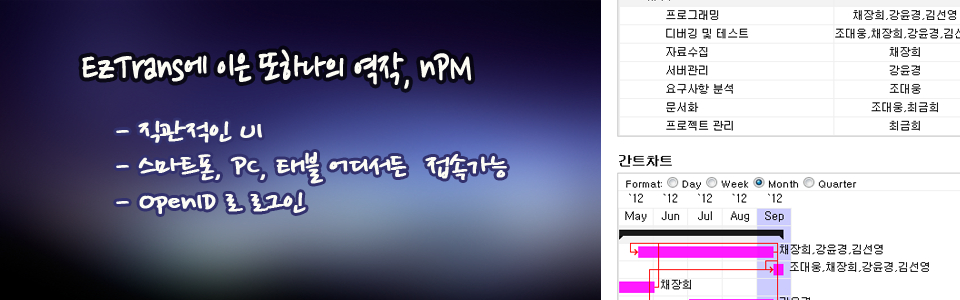 EzTrans에 이은 또하나의 역작, nPM
- 직관적인 UI
- 스마트폰, PC, 태블 어디서든 접속가능
- OpenID 로 로그인
프로그래밍 채장희,강윤경,김선영
디버깅 및 테스트 조대웅,채장희,강윤경,김선
자료수집 채장희
서버관리 강윤경
요구사항 분석 조대웅
문서화 조대웅,최금희
프로젝트 관리 최금희
간트차트
Format: Day Week Month Quarter
`12 `12 `12 `12 `12
May Jun Jul Aug Sep
채장희,강윤경,김선영
조대웅,채장희,강윤경,김선영
채장희